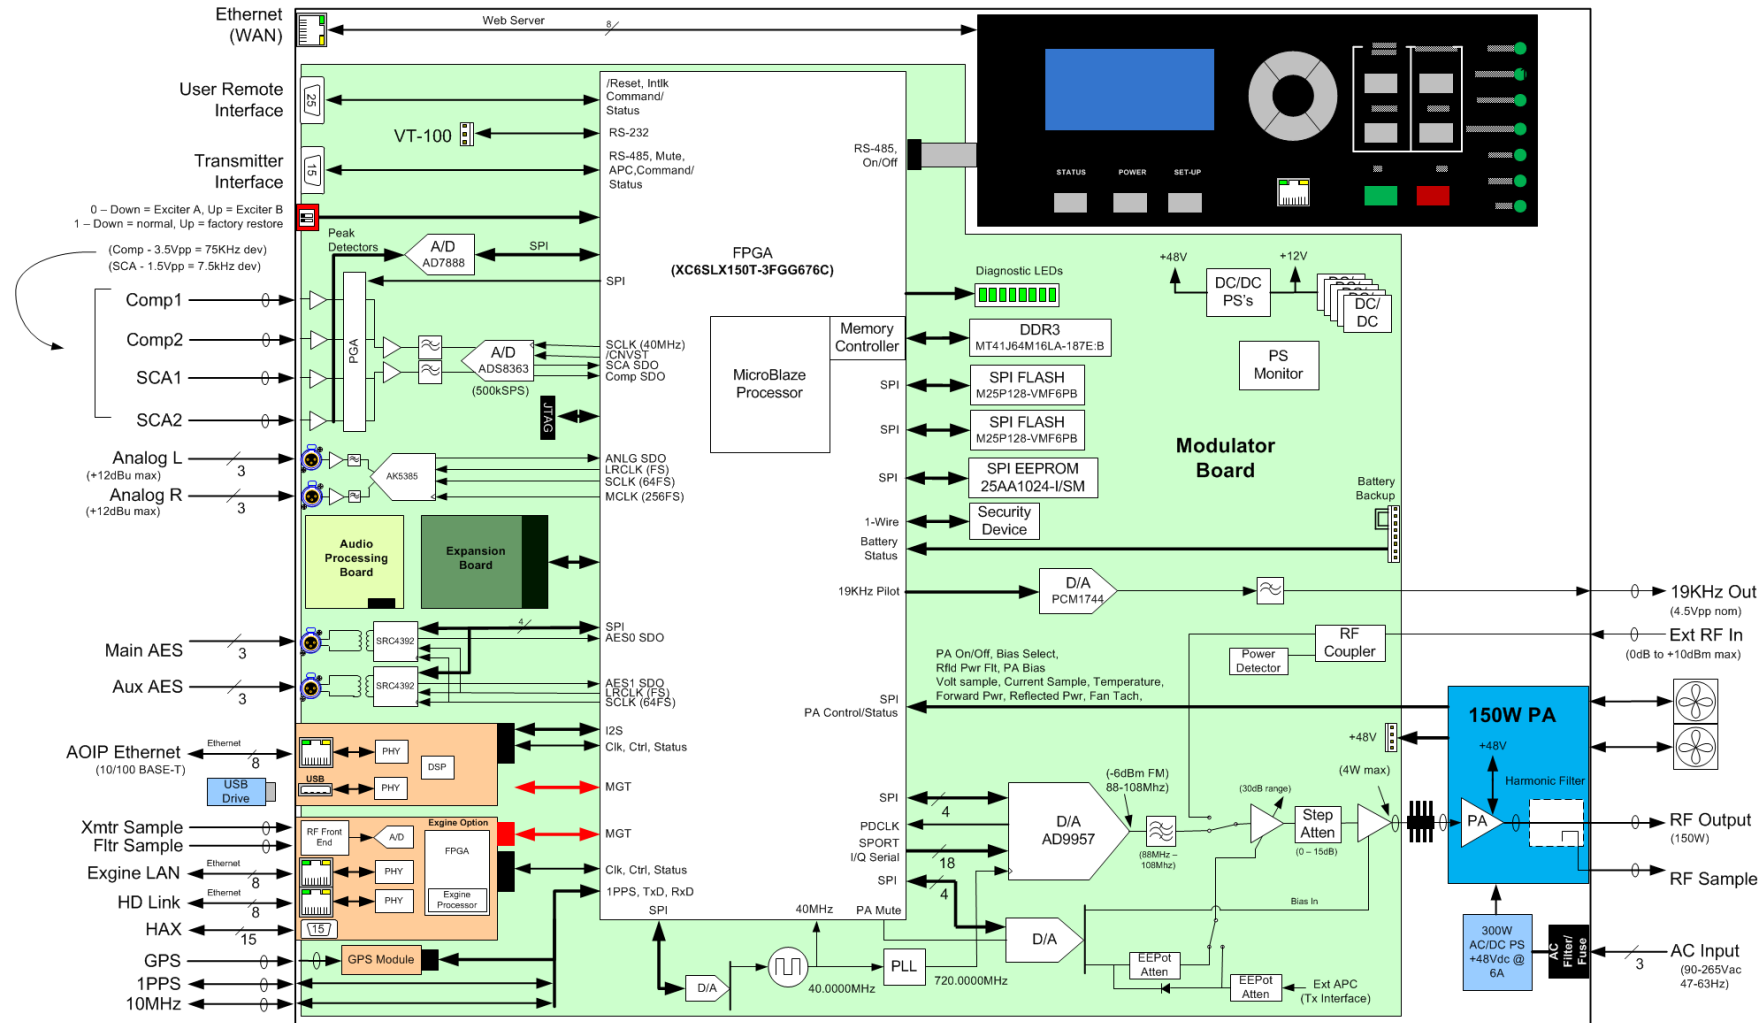 Ethernet
(WAN)
Web Server
8
User Remote
Interface
25
/Reset, Intlk
Command/
Status
VT-100
RS-232
Transmitter
Interface
15
RS-485, Mute,
APC,Command/
Status
RS-485,
On/Off
STATUS
POWER
SET-UP
0 – Down = Exciter A, Up = Exciter B
1 – Down = normal, Up = factory restore
(Comp - 3.5Vpp = 75KHz dev)
(SCA - 1.5Vpp = 7.5kHz dev)
Peak
Detectors
A/D
AD7888
SPI
SPI
FPGA
(XC6SLX150T-3FGG676C)
Comp1
Comp2
SCA1
SCA2
PGA
A/D
ADS8363
(500kSPS)
SCLK (40MHz)
/CNVST
SCA SDO
Comp SDO
JTAG
MicroBlaze
Processor
Memory
Controller
Diagnostic LEDs
DDR3
MT41J64M16LA-187E:B
SPI
SPI FLASH
M25P128-VMF6PB
SPI
SPI FLASH
M25P128-VMF6PB
SPI
SPI EEPROM
25AA1024-I/SM
1-Wire
Security
Device
Battery
Status
+48V
DC/DC
PS's
+12V
DC/
DC
PS
Monitor
Modulator
Board
Battery
Backup
Analog L
(+12dBu max)
3
Analog R
(+12dBu max)
3
AK5385
ANLG SDO
LRCLK (FS)
SCLK (64FS)
MCLK (256FS)
Audio
Processing
Board
Expansion
Board
19KHz Pilot
D/A
PCM1744
19KHz Out
(4.5Vpp nom)
Ext RF In
(0dB to +10dBm max)
RF
Coupler
Power
Detector
Main AES
3
SRC4392
4
SPI
AES0 SDO
Aux AES
3
SRC4392
AES1 SDO
LRCLK (FS)
SCLK (64FS)
PA On/Off, Bias Select,
Rfld Pwr Flt, PA Bias
Volt sample, Current Sample, Temperature,
Forward Pwr, Reflected Pwr, Fan Tach,
SPI
PA Control/Status
AOIP Ethernet
(10/100 BASE-T)
Ethernet
8
PHY
DSP
USB
PHY
USB
Drive
I2S
Clk, Ctrl, Status
MGT
Xmtr Sample
Fltr Sample
RF Front
End
A/D
Exgine Option
FPGA
Exgine
Processor
MGT
Exgine LAN
Ethernet
8
PHY
Clk, Ctrl, Status
HD Link
Ethernet
8
PHY
1PPS, TxD, RxD
HAX
15
15
GPS
GPS Module
1PPS
10MHz
SPI
D/A
40MHz
40.0000MHz
PLL
720.0000MHz
PA Mute
SPI
4
PDCLK
SPORT
I/Q Serial
18
SPI
4
D/A
AD9957
(-6dBm FM)
88-108Mhz)
(88MHz –
108Mhz)
(30dB range)
Step
Atten
(0 – 15dB)
(4W max)
+48V
D/A
Bias In
EEPot
Atten
EEPot
Atten
Ext APC
(Tx Interface)
150W PA
+48V
Harmonic Filter
PA
RF Output
(150W)
RF Sample
300W
AC/DC PS
+48Vdc @
6A
AC
Filter/
Fuse
3
AC Input
(90-265Vac
47-63Hz)